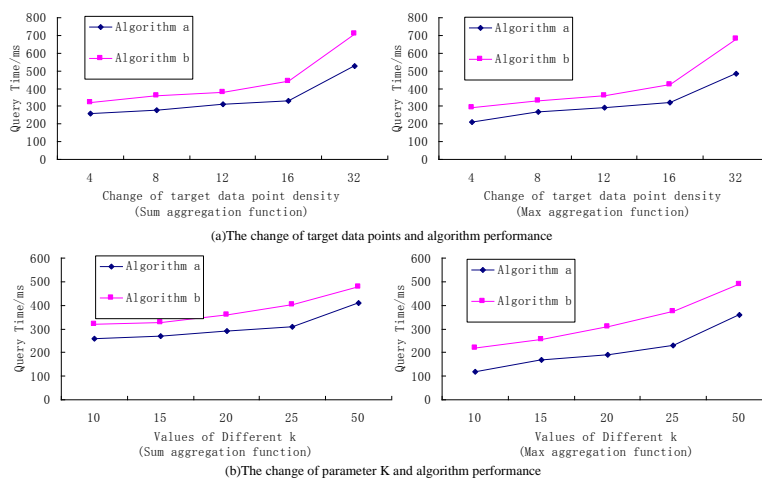 800
700
600
500
400
300
200
100
0
Query Time/ms
Algorithm a
Algorithm b
4 8 12 16 32
Change of target data point density
(Sum aggregation function)
800
700
600
500
400
300
200
100
0
Query Time/ms
Algorithm a
Algorithm b
4 8 12 16 32
Change of target data point density
(Max aggregation function)
(a)The change of target data points and algorithm performance
600
500
400
300
200
100
0
Query Time/ms
Algorithm a
Algorithm b
10 15 20 25 50
Values of Different k
(Sum aggregation function)
600
500
400
300
200
100
0
Query Time/ms
Algorithm a
Algorithm b
10 15 20 25 50
Values of Different k
(Max aggregation function)
(b)The change of parameter K and algorithm performance